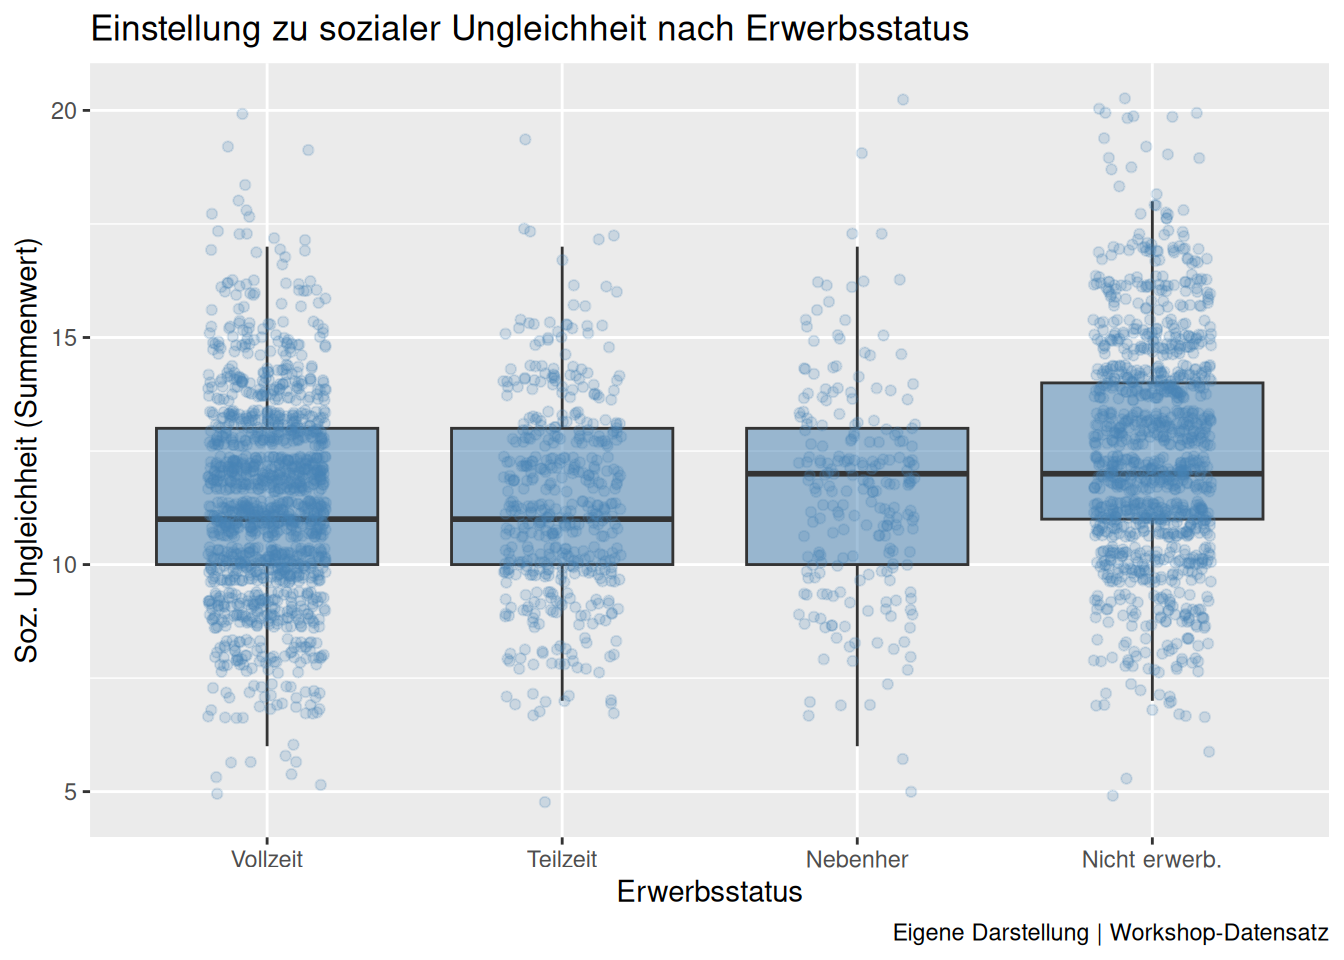 Einstellung zu sozialer Ungleichheit nach Erwerbsstatus
Soz. Ungleichheit (Summenwert)
20
15
10
5
Vollzeit Teilzeit Nebenher Nicht erwerb.
Erwerbsstatus
Eigene Darstellung | Workshop-Datensatz